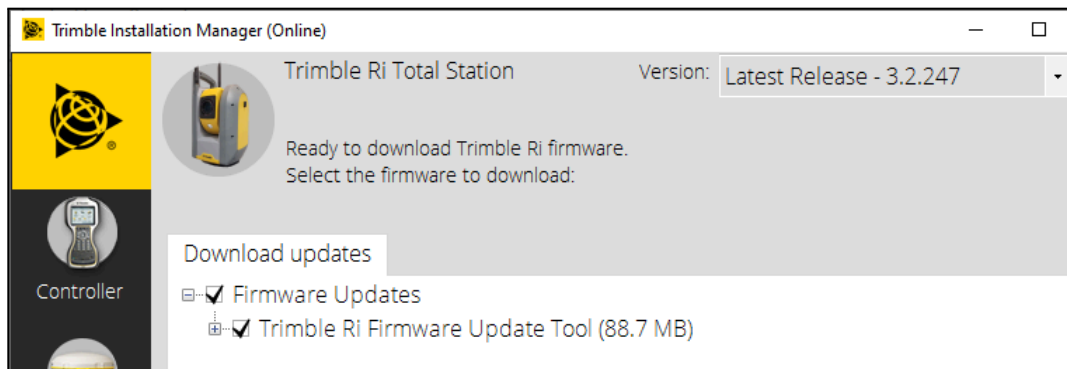 Trimble Installation Manager (Online)
Trimble Ri Total Station
Version: Latest Release - 3.2.247
Ready to download Trimble Ri firmware.
Select the firmware to download:
Download updates
Controller
Firmware Updates
Trimble Ri Firmware Update Tool (88.7 MB)